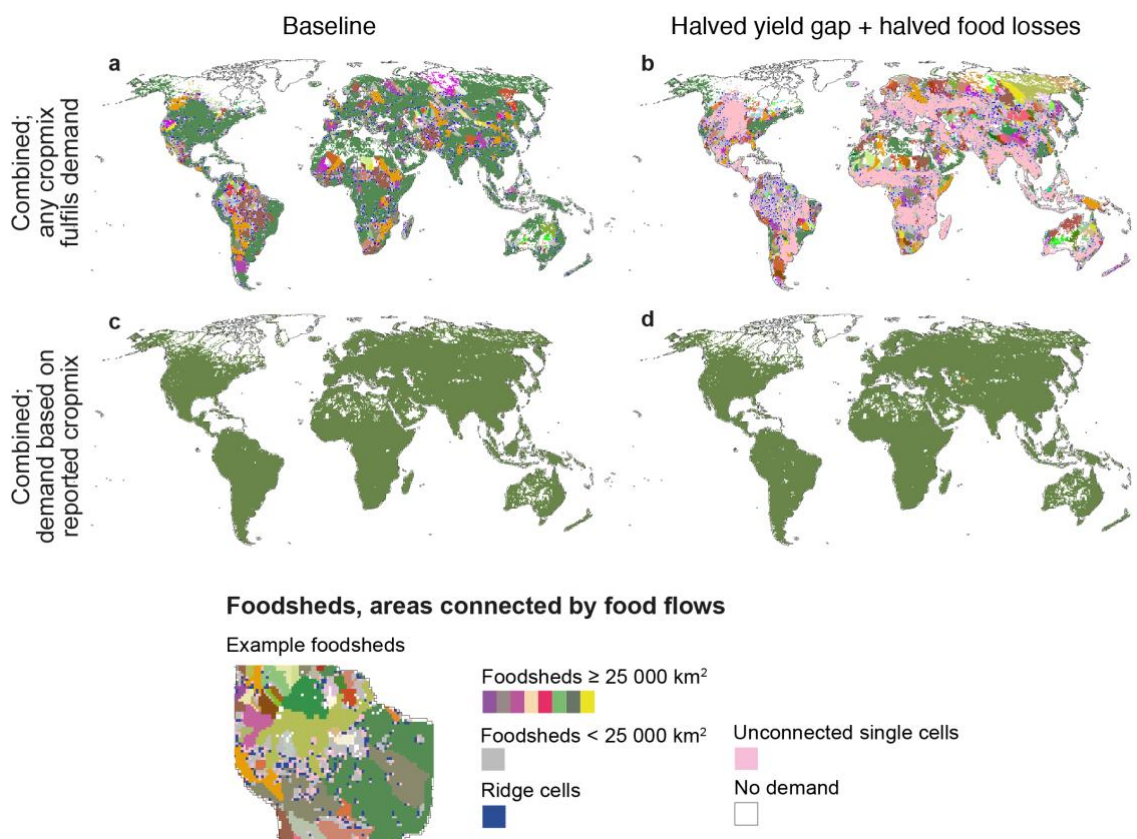 Baseline
Halved yield gap + halved food losses
Combined;
any cropmix
fulfils demand
a
b
Combined;
demand based on
reported cropmix
c
d
Foodsheds, areas connected by food flows
Example foodsheds
Foodsheds ≥ 25 000 km²
Foodsheds < 25 000 km²
Unconnected single cells
Ridge cells
No demand